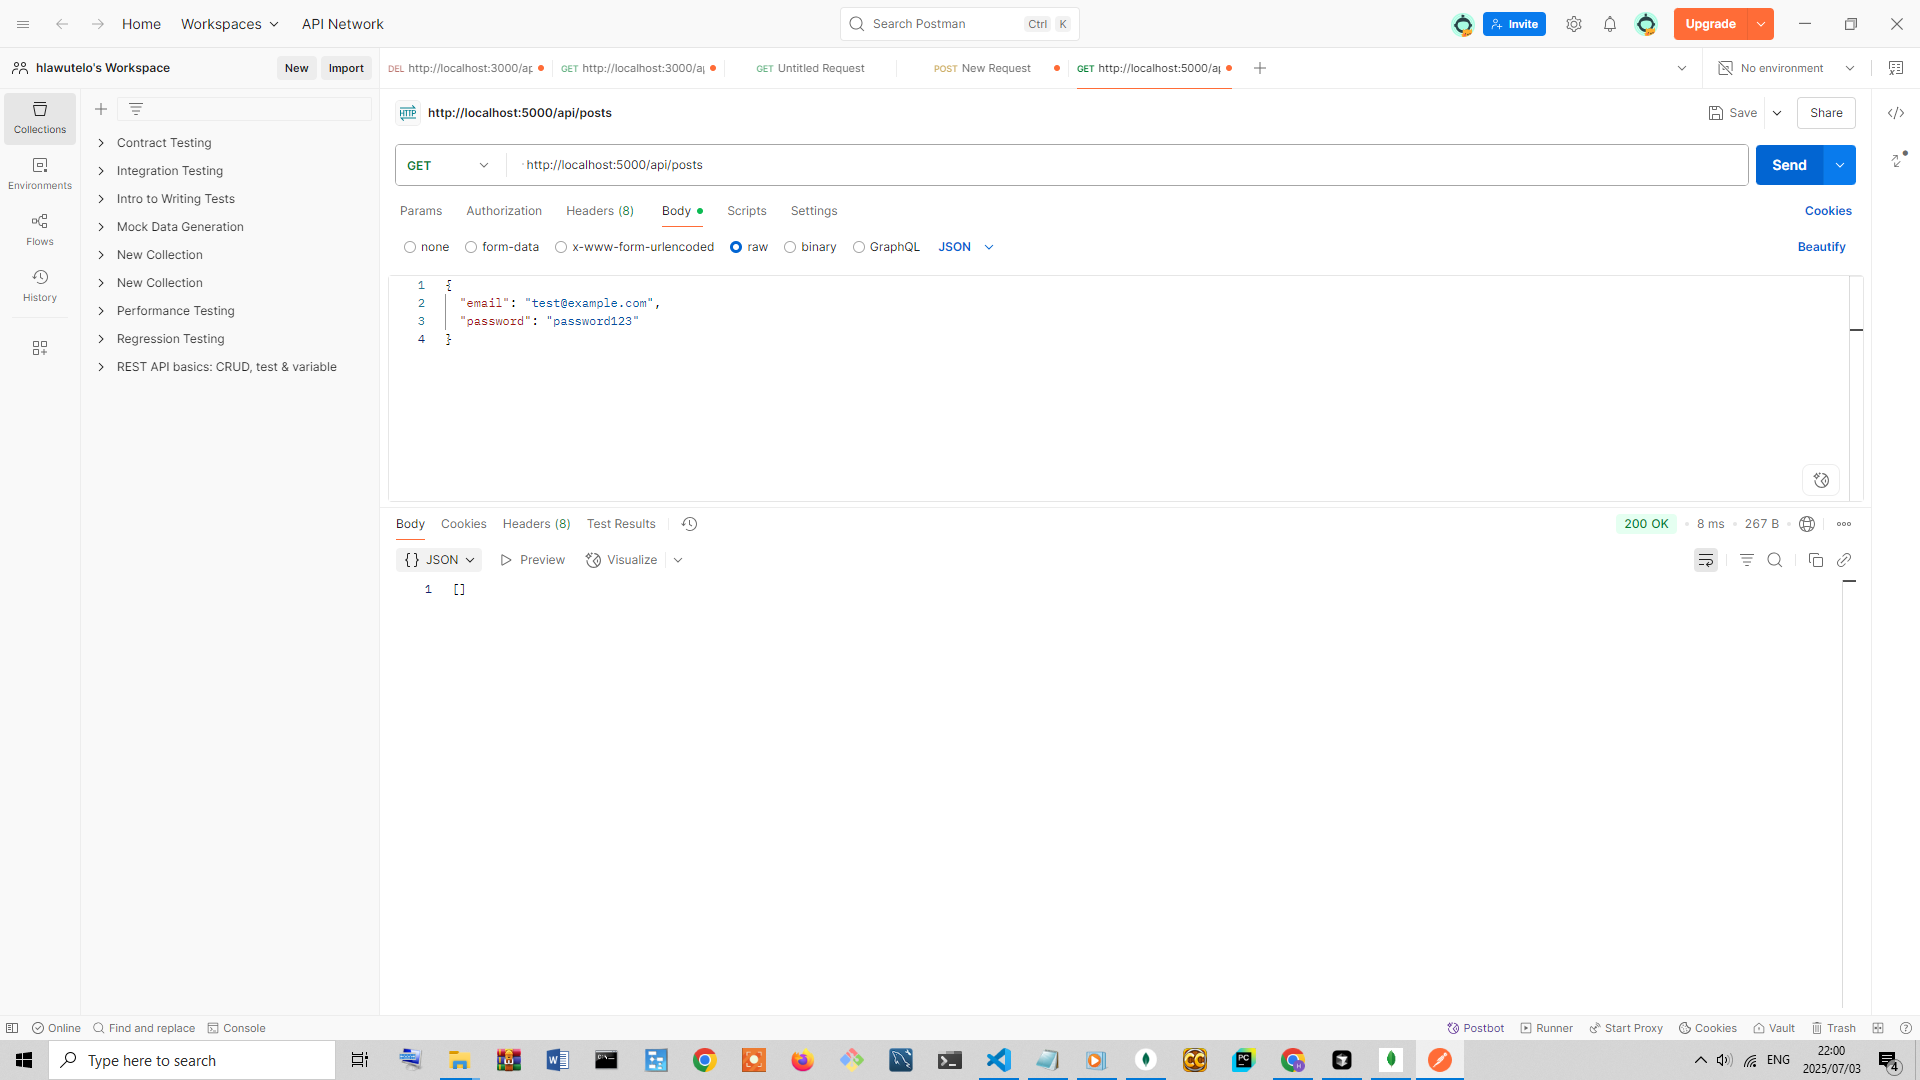 Home Workspaces API Network Search Postman Ctrl K Invite Upgrade
hlawutelo's Workspace New Import DEL http://localhost:3000/ap GET http://localhost:3000/ap GET Untitled Request POST New Request GET http://localhost:5000/ap No environment
Collections
Environments
Flows
History
Contract Testing
Integration Testing
Intro to Writing Tests
Mock Data Generation
New Collection
New Collection
Performance Testing
Regression Testing
REST API basics: CRUD, test & variable
HTTP http://localhost:5000/api/posts Save Share
GET http://localhost:5000/api/posts Send
Params Authorization Headers (8) Body Scripts Settings Cookies
none form-data x-www-form-urlencoded raw binary GraphQL JSON Beautify
1 {
2 "email": "test@example.com",
3 "password": "password123"
4 }
Body Cookies Headers (8) Test Results 200 OK 8 ms 267 B
{} JSON Preview Visualize
1 []
Online Find and replace Console Postbot Runner Start Proxy Cookies Vault Trash
Type here to search ENG 22:00
2025/07/03 4